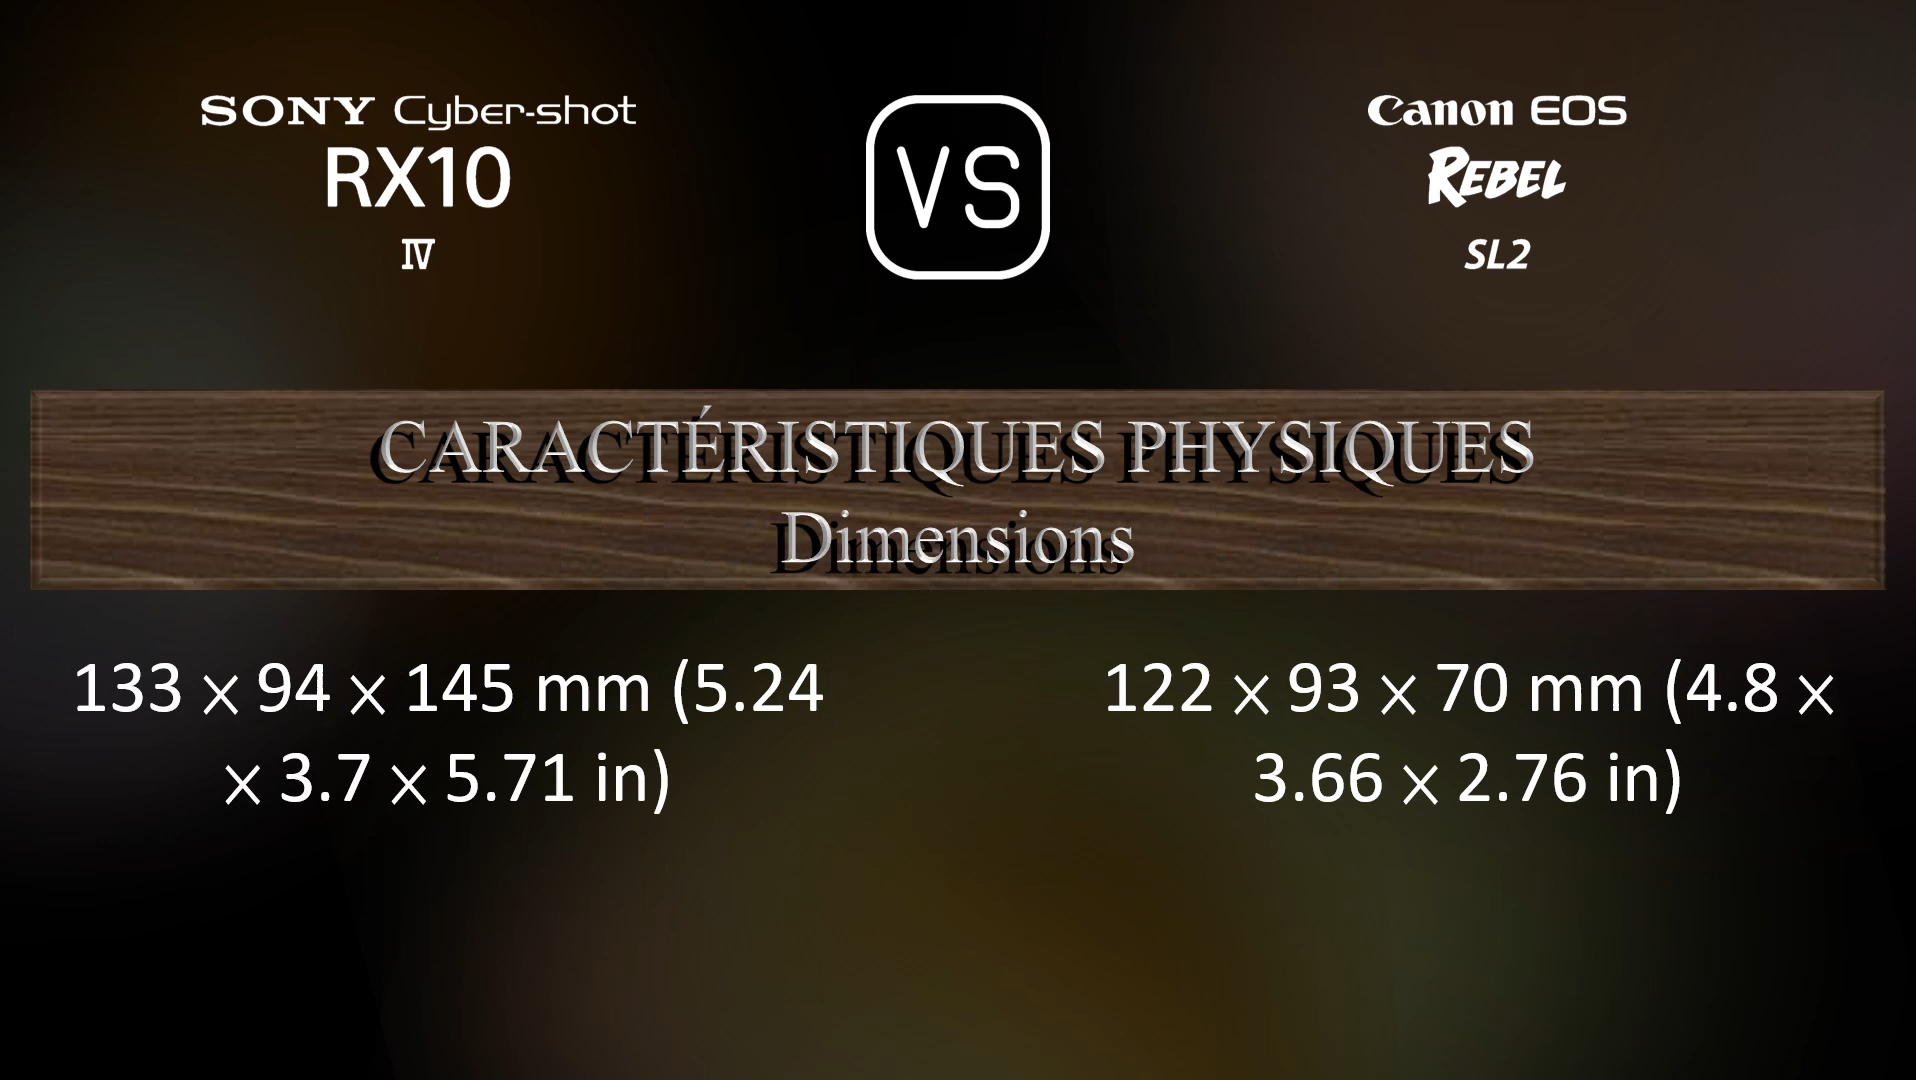 SONY Cyber-shot
RX10
IV
VS
Canon EOS
REBEL
SL2
CARACTÉRISTIQUES PHYSIQUES
Dimensions
133 x 94 x 145 mm (5.24
x 3.7 x 5.71 in)
122 x 93 x 70 mm (4.8 x
3.66 x 2.76 in)